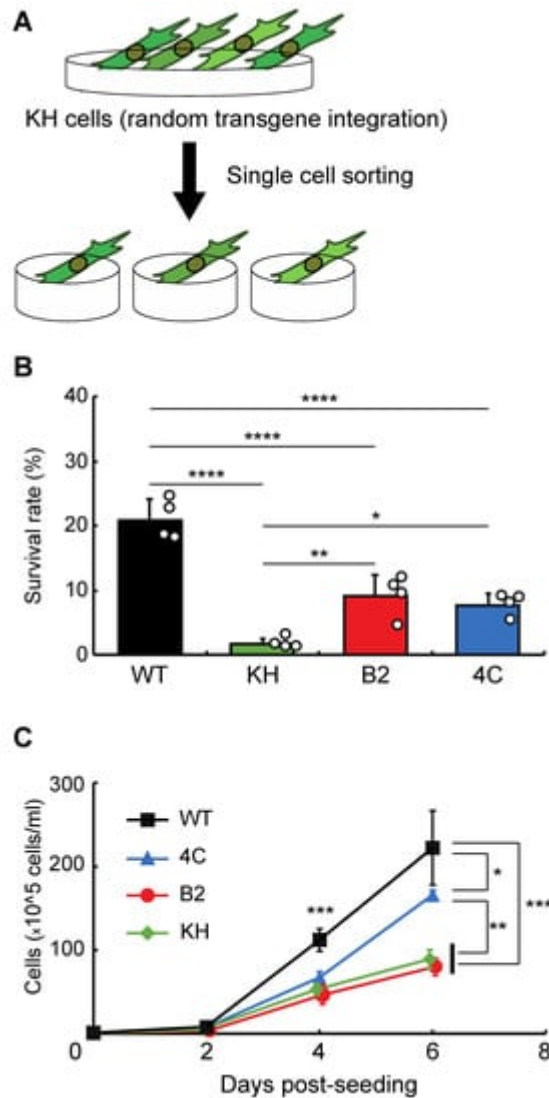 A
KH cells (random transgene integration)
Single cell sorting
B
Survival rate (%)
40
30
20
10
0
****
****
****
*
**
WT
KH
B2
4C
C
Cells (x10^5 cells/ml)
300
200
100
WT
4C
B2
KH
***
*
**
***
0
2
4
6
8
Days post-seeding